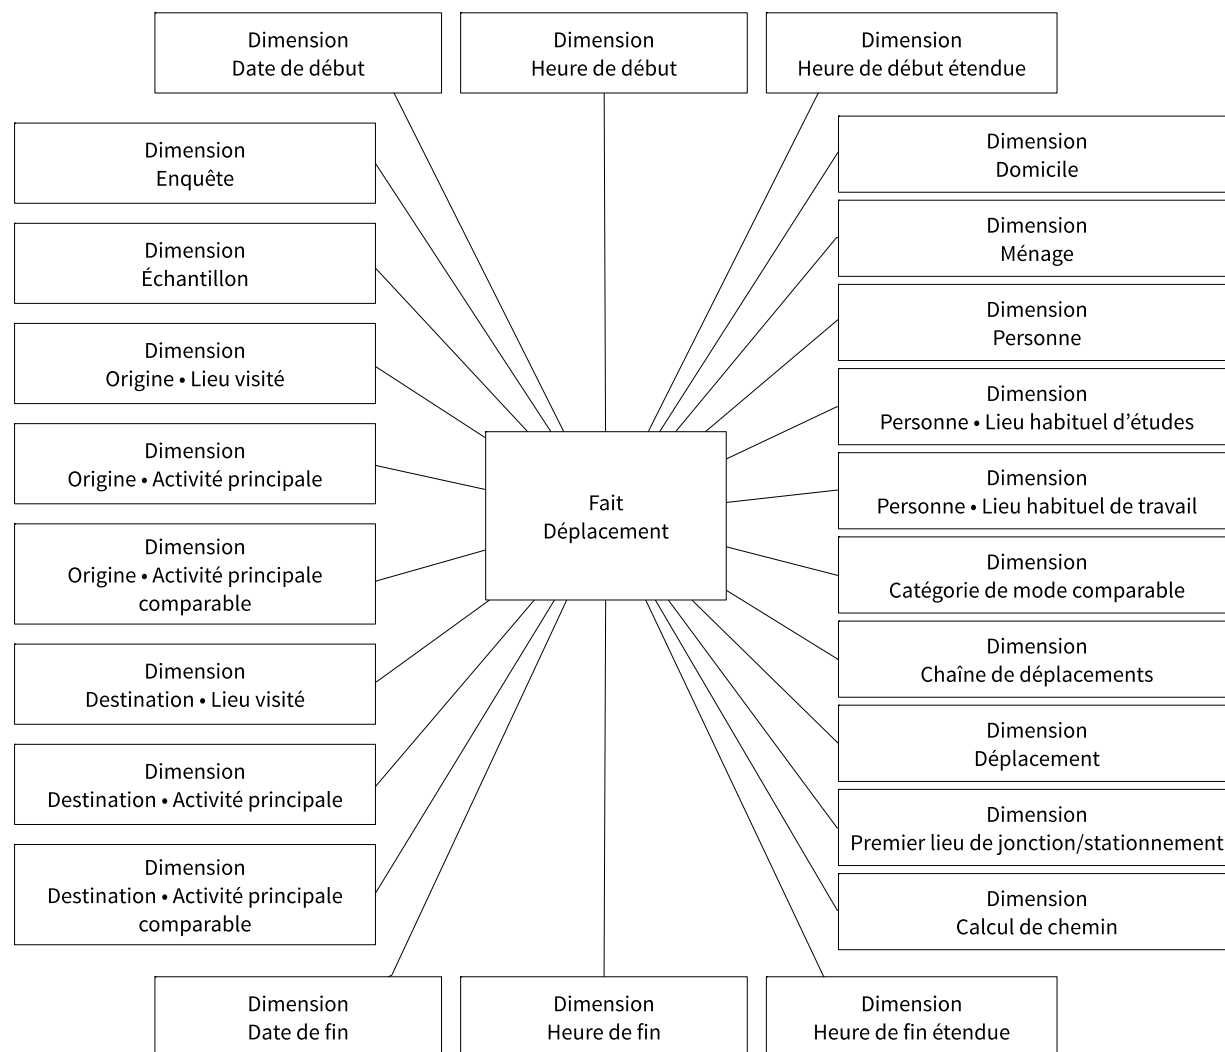 Dimension
Date de début
Dimension
Heure de début
Dimension
Heure de début étendue
Dimension
Enquête
Dimension
Échantillon
Dimension
Origine • Lieu visité
Dimension
Origine • Activité principale
Dimension
Origine • Activité principale
comparable
Dimension
Destination • Lieu visité
Dimension
Destination • Activité principale
Dimension
Destination • Activité principale
comparable
Fait
Déplacement
Dimension
Domicile
Dimension
Ménage
Dimension
Personne
Dimension
Personne • Lieu habituel d’études
Dimension
Personne • Lieu habituel de travail
Dimension
Catégorie de mode comparable
Dimension
Chaîne de déplacements
Dimension
Déplacement
Dimension
Premier lieu de jonction/stationnement
Dimension
Calcul de chemin
Dimension
Date de fin
Dimension
Heure de fin
Dimension
Heure de fin étendue